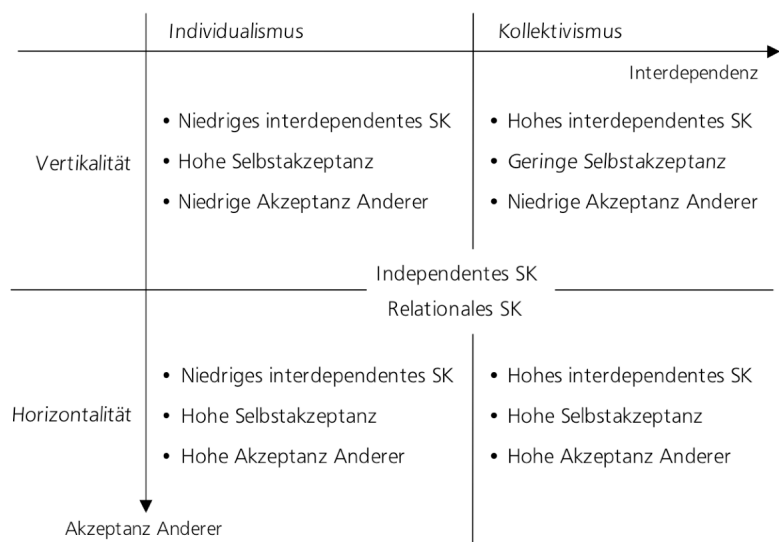 Individualismus
Kollektivismus
Interdependenz
Vertikalität
• Niedriges interdependentes SK
• Hohe Selbstakzeptanz
• Niedrige Akzeptanz Anderer
• Hohes interdependentes SK
• Geringe Selbstakzeptanz
• Niedrige Akzeptanz Anderer
Independentes SK
Relationales SK
Horizontalität
• Niedriges interdependentes SK
• Hohe Selbstakzeptanz
• Hohe Akzeptanz Anderer
• Hohes interdependentes SK
• Hohe Selbstakzeptanz
• Hohe Akzeptanz Anderer
Akzeptanz Anderer